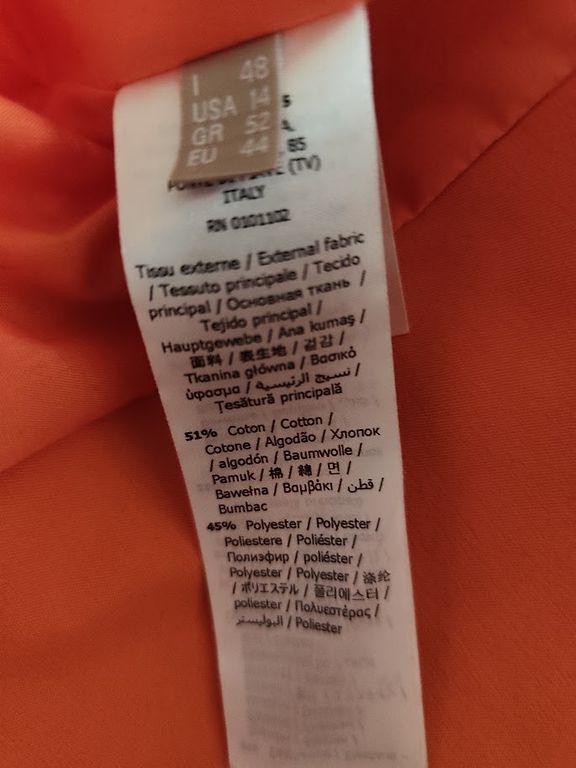 I 48
USA 14
GR 52
EU 44
85
(TV)
ITALY
RN 0101102
Tissu externe / External fabric
/ Tessuto principale / Tecido
principal / Основная ткань /
Tejido principal /
Hauptgewebe / Ana kumaş /
面料 / 表生地 / 겉감 /
Tkanina główna / Βασικό
ύφασμα / نسيج الرئيسية /
Țesătură principală
51% Coton / Cotton /
Cotone / Algodão / Хлопок
/ algodón / Baumwolle /
Pamuk / 棉 / 綿 / 면 /
Bawełna / Βαμβάκι / قطن /
Bumbac
45% Polyester / Polyester /
Poliestere / Poliéster /
Полиэфир / poliéster /
Polyester / Polyester / 涤纶
/ ポリエステル / 폴리에스터 /
poliester / Πολυεστέρας /
البوليستر / Poliester